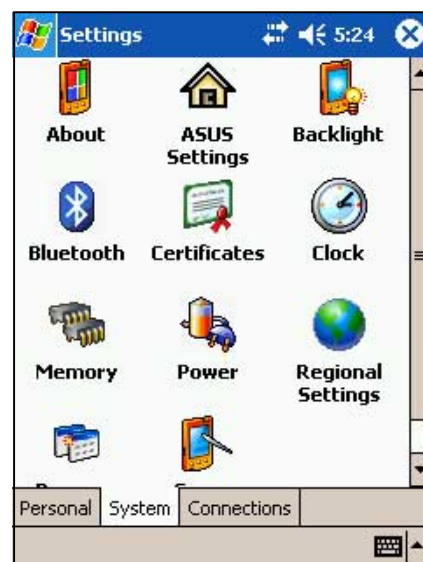 Settings 5:24
About ASUS Settings Backlight
Bluetooth Certificates Clock
Memory Power Regional Settings
Personal System Connections